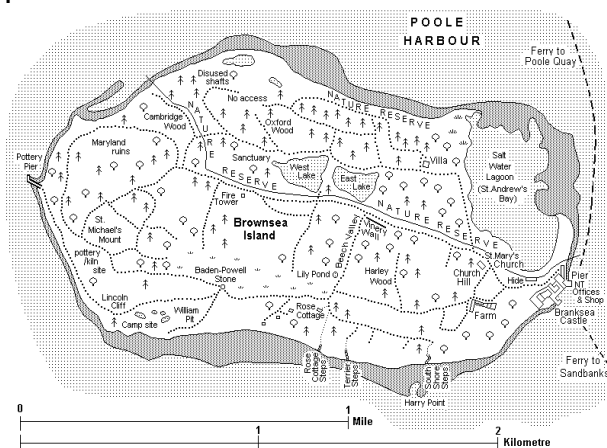 POOLE
HARBOUR
Ferry to
Poole Quay
Disused
shafts
No access
NATURE RESERVE
NATURE RESERVE
Cambridge
Wood
Oxford
Wood
Maryland
ruins
Sanctuary
West
Lake
East
Lake
Villa
Salt
Water
Lagoon
(St.Andrew's
Bay)
Pottery
Pier
Fire
Tower
NATURE RESERVE
Brownsea
Island
St.
Michael's
Mount
Beech Valley
Vinery
Wall
St.Mary's
Church
pottery
/kiln
site
Baden-Powell
Stone
Lily Pond
Harley
Wood
Church
Hill
Hide
Pier
NT
Offices
& Shop
Lincoln
Cliff
William
Pit
Rose
Cottage
Farm
Branksea
Castle
Camp site
Rose
Cottage
Steps
Terrier
Steps
South
Shore
Steps
Ferry to
Sandbanks
Harry Point
0
1
Mile
1
2
Kilometre